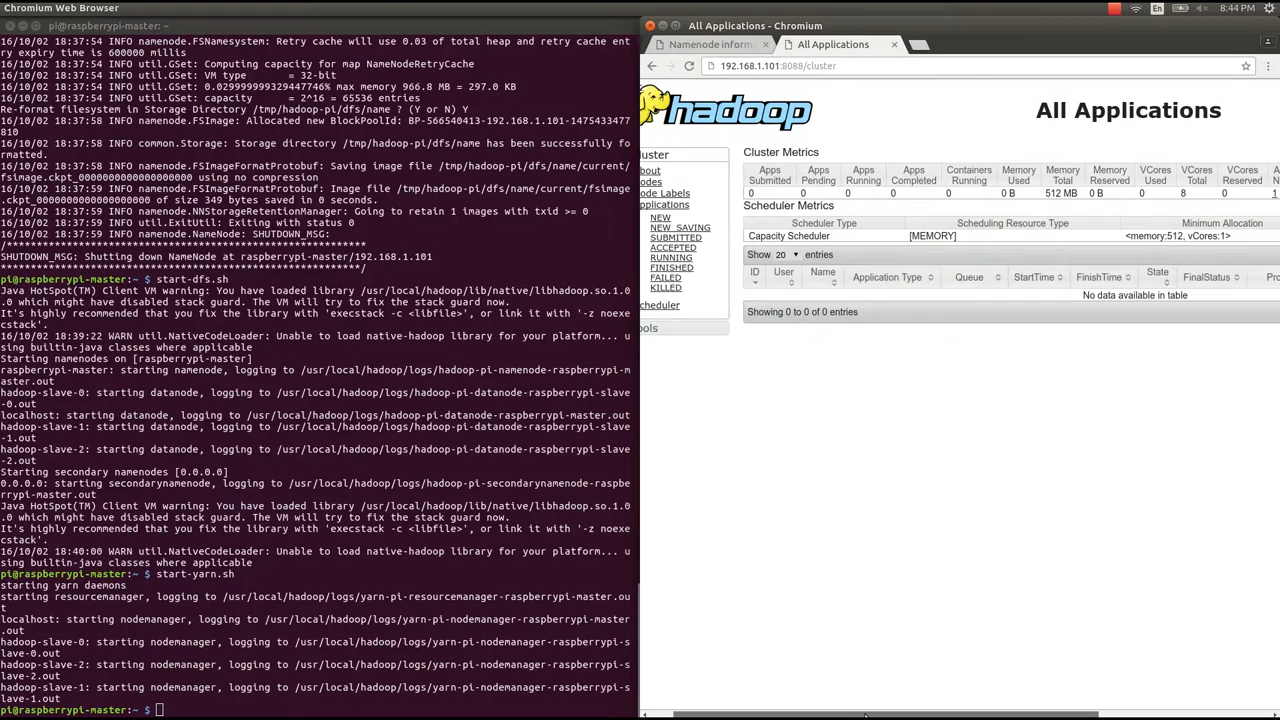 Chromium Web Browser
En
8:44 PM
pi@raspberrypi-master: ~
16/10/02 18:37:54 INFO namenode.FSNamesystem: Retry cache will use 0.03 of total heap and retry cache ent
ry expiry time is 600000 millis
16/10/02 18:37:54 INFO util.GSet: Computing capacity for map NameNodeRetryCache
16/10/02 18:37:54 INFO util.GSet: VM type       = 32-bit
16/10/02 18:37:54 INFO util.GSet: 0.029999999329447746% max memory 966.8 MB = 297.0 KB
16/10/02 18:37:54 INFO util.GSet: capacity      = 2^16 = 65536 entries
Re-format filesystem in Storage Directory /tmp/hadoop-pi/dfs/name ? (Y or N) Y
16/10/02 18:37:58 INFO namenode.FSImage: Allocated new BlockPoolId: BP-566540413-192.168.1.101-1475433477
810
16/10/02 18:37:58 INFO common.Storage: Storage directory /tmp/hadoop-pi/dfs/name has been successfully fo
rmatted.
16/10/02 18:37:59 INFO namenode.FSImageFormatProtobuf: Saving image file /tmp/hadoop-pi/dfs/name/current/
fsimage.ckpt_0000000000000000000 using no compression
16/10/02 18:37:59 INFO namenode.FSImageFormatProtobuf: Image file /tmp/hadoop-pi/dfs/name/current/fsimage
.ckpt_0000000000000000000 of size 349 bytes saved in 0 seconds.
16/10/02 18:37:59 INFO namenode.NNStorageRetentionManager: Going to retain 1 images with txid >= 0
16/10/02 18:37:59 INFO util.ExitUtil: Exiting with status 0
16/10/02 18:37:59 INFO namenode.NameNode: SHUTDOWN_MSG:
/************************************************************
SHUTDOWN_MSG: Shutting down NameNode at raspberrypi-master/192.168.1.101
************************************************************/
pi@raspberrypi-master:~ $ start-dfs.sh
Java HotSpot(TM) Client VM warning: You have loaded library /usr/local/hadoop/lib/native/libhadoop.so.1.0
.0 which might have disabled stack guard. The VM will try to fix the stack guard now.
It's highly recommended that you fix the library with 'execstack -c <libfile>', or link it with '-z noexe
cstack'.
16/10/02 18:39:22 WARN util.NativeCodeLoader: Unable to load native-hadoop library for your platform... u
sing builtin-java classes where applicable
Starting namenodes on [raspberrypi-master]
raspberrypi-master: starting namenode, logging to /usr/local/hadoop/logs/hadoop-pi-namenode-raspberrypi-m
aster.out
hadoop-slave-0: starting datanode, logging to /usr/local/hadoop/logs/hadoop-pi-datanode-raspberrypi-slave
-0.out
localhost: starting datanode, logging to /usr/local/hadoop/logs/hadoop-pi-datanode-raspberrypi-master.out
hadoop-slave-1: starting datanode, logging to /usr/local/hadoop/logs/hadoop-pi-datanode-raspberrypi-slave
-1.out
hadoop-slave-2: starting datanode, logging to /usr/local/hadoop/logs/hadoop-pi-datanode-raspberrypi-slave
-2.out
Starting secondary namenodes [0.0.0.0]
0.0.0.0: starting secondarynamenode, logging to /usr/local/hadoop/logs/hadoop-pi-secondarynamenode-raspbe
rrypi-master.out
Java HotSpot(TM) Client VM warning: You have loaded library /usr/local/hadoop/lib/native/libhadoop.so.1.0
.0 which might have disabled stack guard. The VM will try to fix the stack guard now.
It's highly recommended that you fix the library with 'execstack -c <libfile>', or link it with '-z noexe
cstack'.
16/10/02 18:40:00 WARN util.NativeCodeLoader: Unable to load native-hadoop library for your platform... u
sing builtin-java classes where applicable
pi@raspberrypi-master:~ $ start-yarn.sh
starting yarn daemons
starting resourcemanager, logging to /usr/local/hadoop/logs/yarn-pi-resourcemanager-raspberrypi-master.ou
t
localhost: starting nodemanager, logging to /usr/local/hadoop/logs/yarn-pi-nodemanager-raspberrypi-master
.out
hadoop-slave-0: starting nodemanager, logging to /usr/local/hadoop/logs/yarn-pi-nodemanager-raspberrypi-s
lave-0.out
hadoop-slave-2: starting nodemanager, logging to /usr/local/hadoop/logs/yarn-pi-nodemanager-raspberrypi-s
lave-2.out
hadoop-slave-1: starting nodemanager, logging to /usr/local/hadoop/logs/yarn-pi-nodemanager-raspberrypi-s
lave-1.out
pi@raspberrypi-master:~ $
All Applications - Chromium
Namenode inform
All Applications
192.168.1.101:8088/cluster
hadoop
All Applications
luster
bout
odes
ode Labels
pplications
NEW
NEW_SAVING
SUBMITTED
ACCEPTED
RUNNING
FINISHED
FAILED
KILLED
cheduler
ools
Cluster Metrics
Apps Submitted Apps Pending Apps Running Apps Completed Containers Running Memory Used Memory Total Memory Reserved VCores Used VCores Total VCores Reserved A N
0 0 0 0 0 0 B 512 MB 0 B 0 8 0 1
Scheduler Metrics
Scheduler Type Scheduling Resource Type Minimum Allocation
Capacity Scheduler [MEMORY] <memory:512, vCores:1>
Show 20 entries
ID User Name Application Type Queue StartTime FinishTime State FinalStatus Pro
No data available in table
Showing 0 to 0 of 0 entries